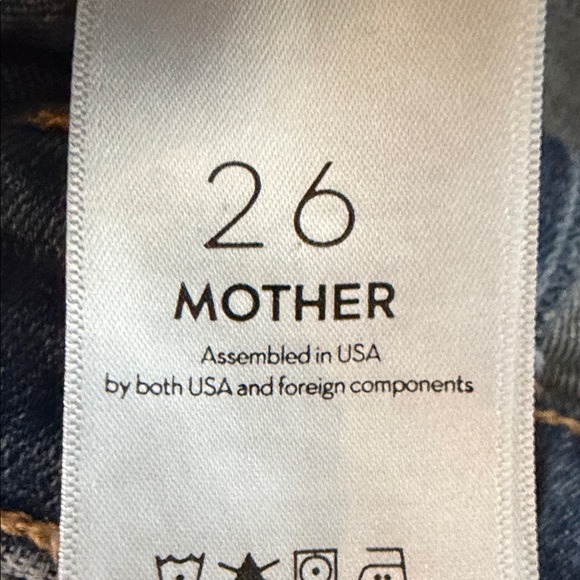 26
MOTHER
Assembled in USA
by both USA and foreign components